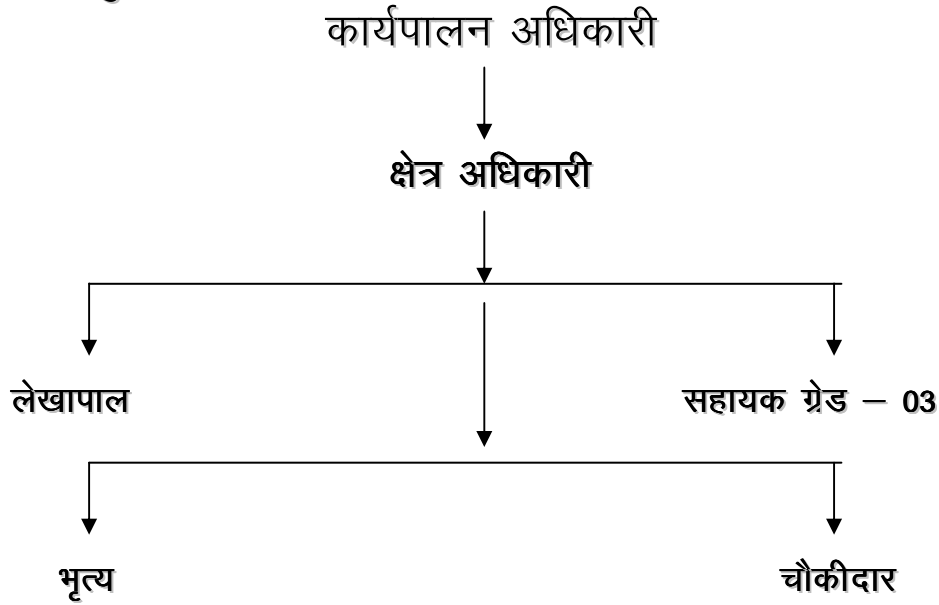 कार्यपालन अधिकारी
क्षेत्र अधिकारी
लेखापाल
सहायक ग्रेड – 03
भृत्य
चौकीदार